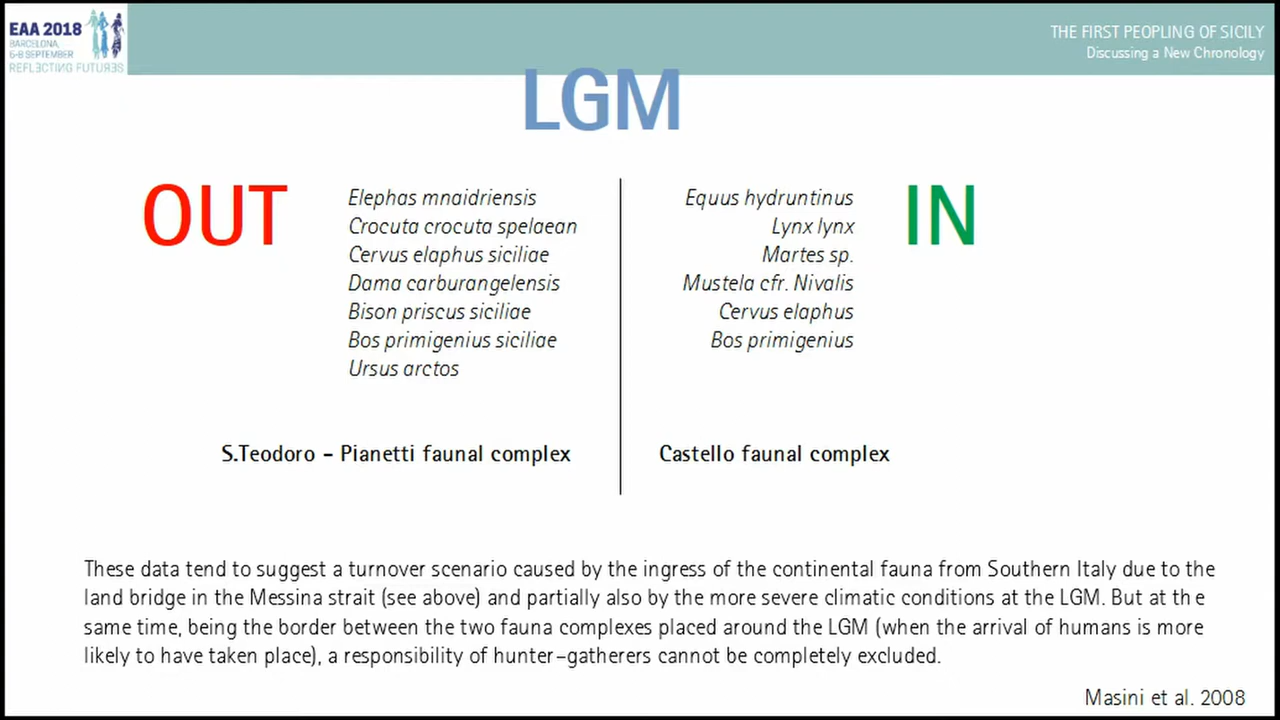 EAA 2018
BARCELONA,
5-8 SEPTEMBER
REFLECTING FUTURES
THE FIRST PEOPLING OF SICILY
Discussing a New Chronology
LGM
OUT
Elephas mnaidriensis
Crocuta crocuta spelaean
Cervus elaphus siciliae
Dama carburangelensis
Bison priscus siciliae
Bos primigenius siciliae
Ursus arctos
S.Teodoro - Pianetti faunal complex
IN
Equus hydruntinus
Lynx lynx
Martes sp.
Mustela cfr. Nivalis
Cervus elaphus
Bos primigenius
Castello faunal complex
These data tend to suggest a turnover scenario caused by the ingress of the continental fauna from Southern Italy due to the
land bridge in the Messina strait (see above) and partially also by the more severe climatic conditions at the LGM. But at the
same time, being the border between the two fauna complexes placed around the LGM (when the arrival of humans is more
likely to have taken place), a responsibility of hunter-gatherers cannot be completely excluded.
Masini et al. 2008